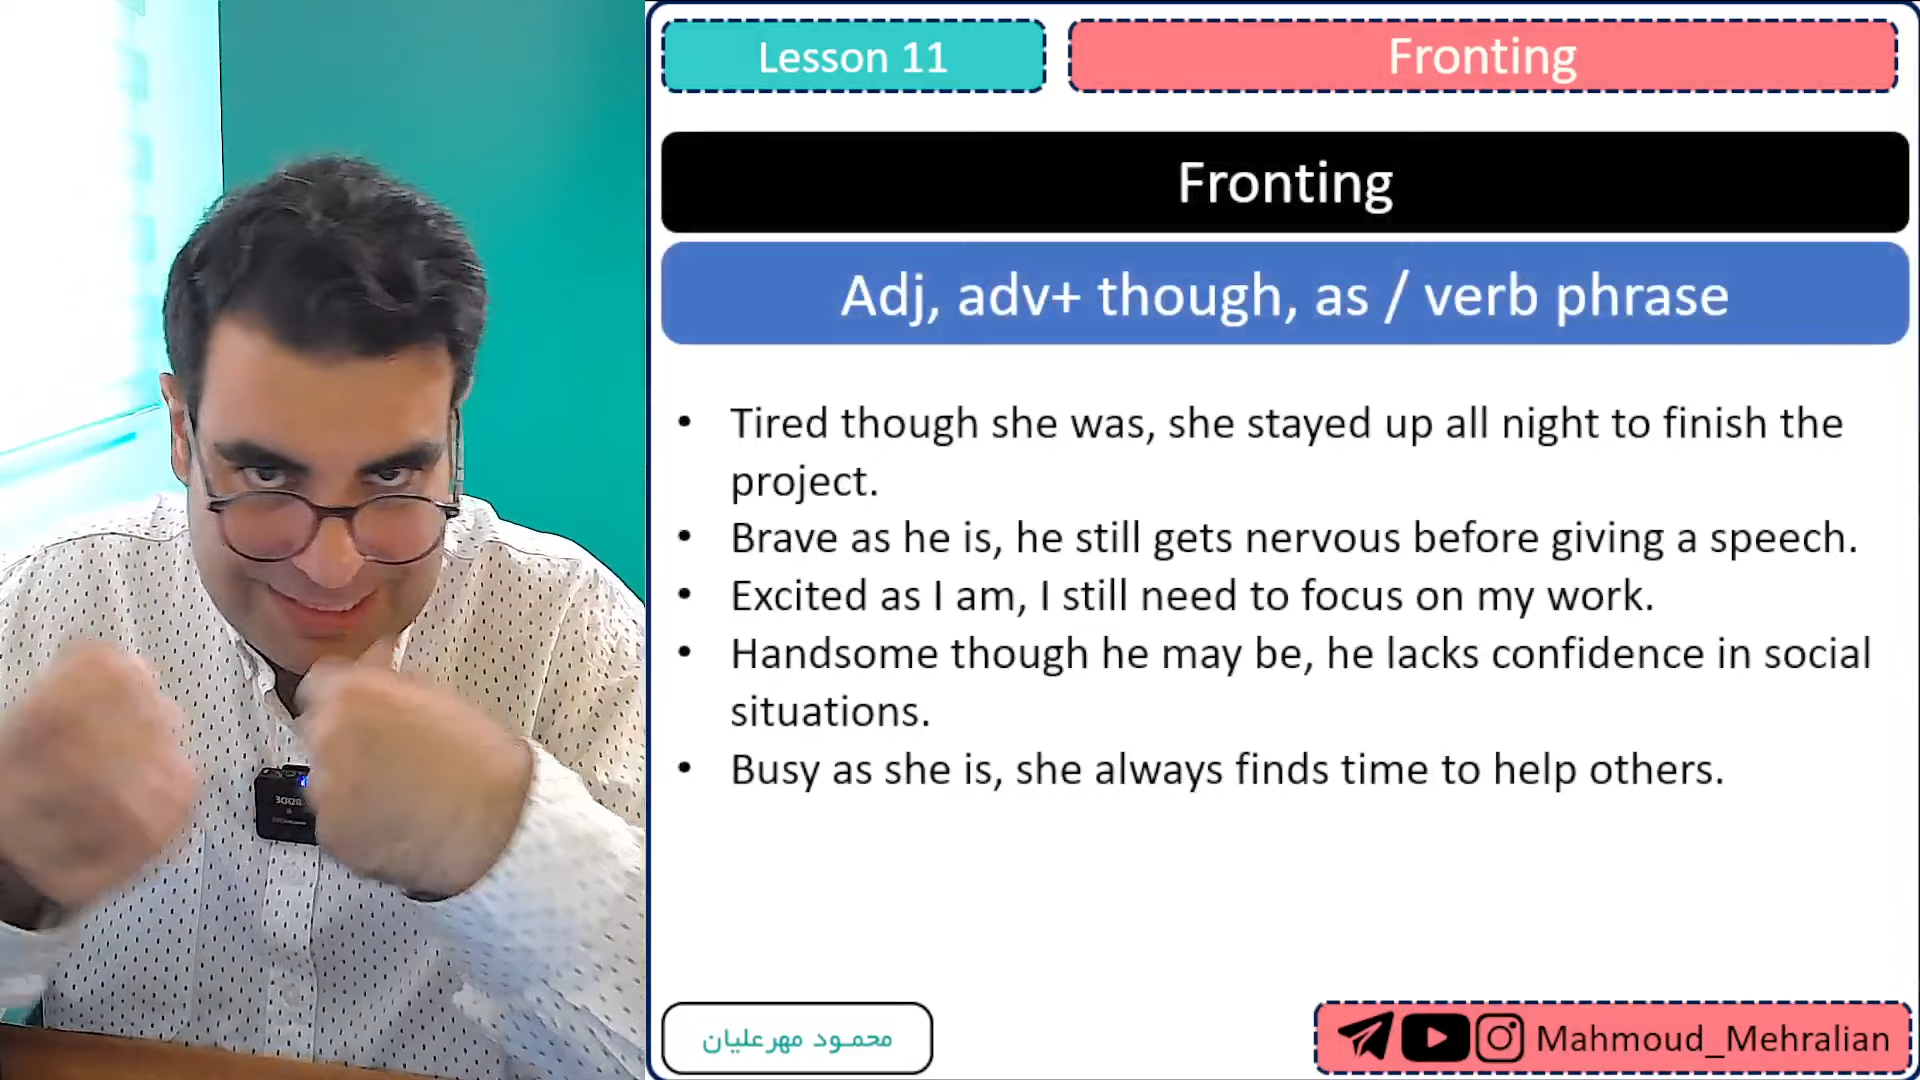 Lesson 11
Fronting
Fronting
Adj, adv+ though, as / verb phrase
• Tired though she was, she stayed up all night to finish the
project.
• Brave as he is, he still gets nervous before giving a speech.
• Excited as I am, I still need to focus on my work.
• Handsome though he may be, he lacks confidence in social
situations.
• Busy as she is, she always finds time to help others.
محمود مهرعلیان
Mahmoud_Mehralian